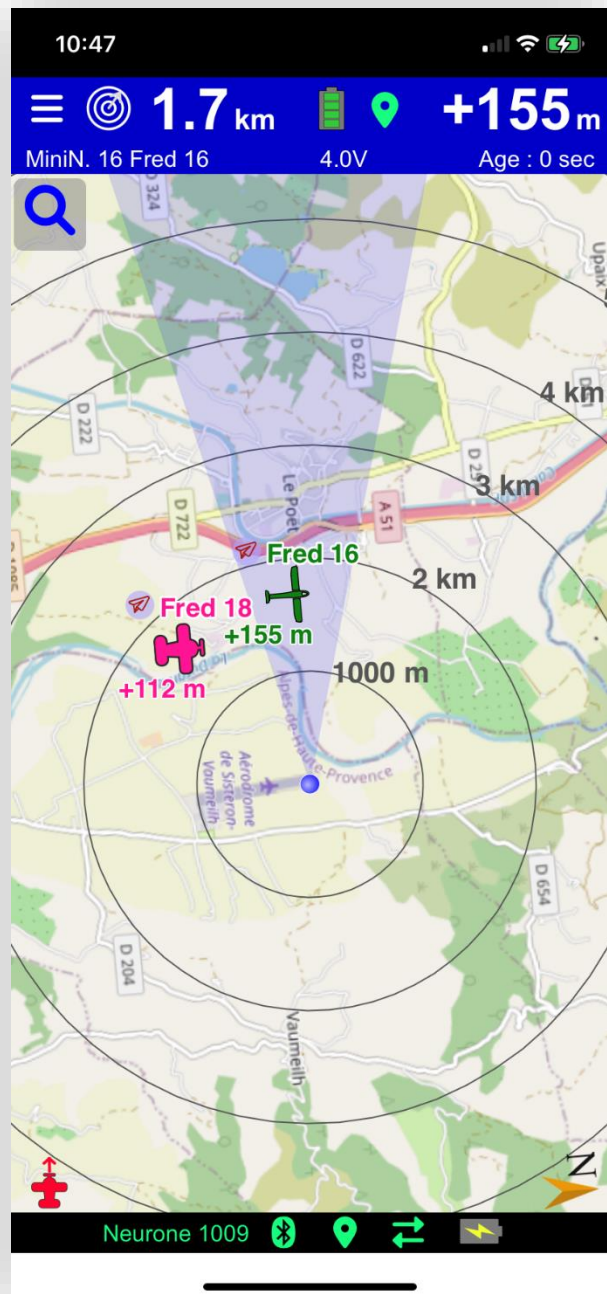 10:47
1.7 km
+155 m
MiniN. 16 Fred 16
4.0V
Age : 0 sec
D 324
Upaix
D 622
4 km
D 222
3 km
D 722
Le Poet
A 51
Fred 16
2 km
Fred 18
+155 m
+112 m
1000 m
Alpes-de-Haute-Provence
Aérodrome
de Sisteron-
Vaumeilh
D 654
D 204
Vaumeilh
N
Neurone 1009